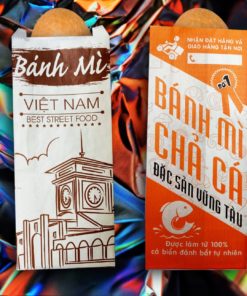 Bánh Mì
VIỆT NAM
BEST STREET FOOD
NHẬN ĐẶT HÀNG VÀ
GIAO HÀNG TẬN NƠI
BÁNH MÌ
CHẢ CÁ
ĐẶC SẢN VŨNG TÀU
Được làm từ 100%
cá biển đánh bắt tự nhiên